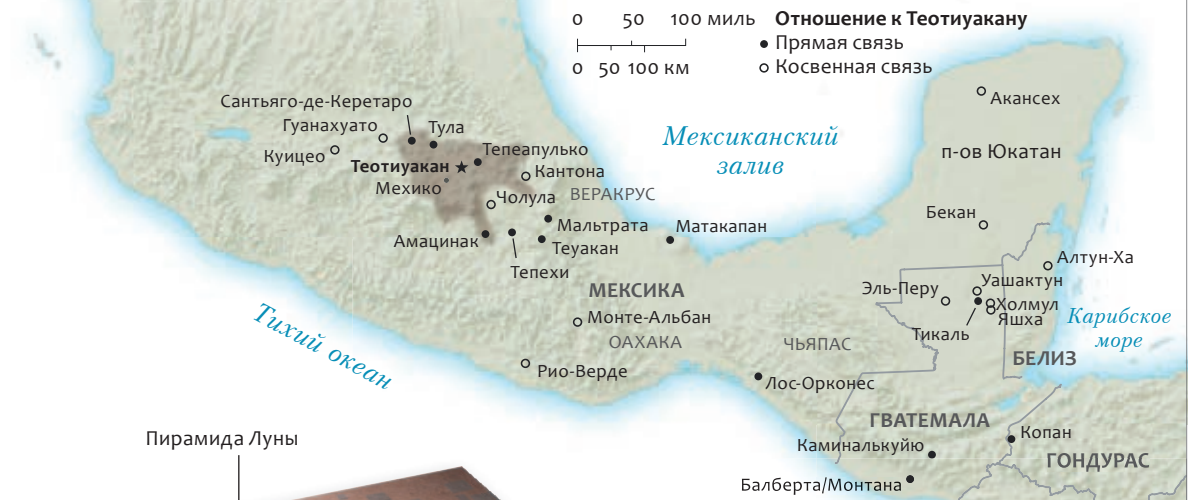 0 50 100 миль
0 50 100 км
Отношение к Теотиуакану
Прямая связь
Косвенная связь
Сантьяго-де-Керетаро
Гуанахуато
Тула
Куицео
Теотиуакан
Тепеапулько
Мехико
Кантона
Чолула
ВЕРАКРУС
Мексиканский
залив
Акансех
п-ов Юкатан
Мальтрата
Матакапан
Амацинак
Теуакан
Тепехи
Бекан
Алтун-Ха
МЕКСИКА
Эль-Перу
Уашактун
Холмул
Яшха
Тикаль
Карибское
море
Тихий океан
Монте-Альбан
ОАХАКА
ЧЬЯПАС
БЕЛИЗ
Рио-Верде
Лос-Орконес
ГВАТЕМАЛА
Каминалькуйю
Копан
ГОНДУРАС
Балберта/Монтана
Пирамида Луны